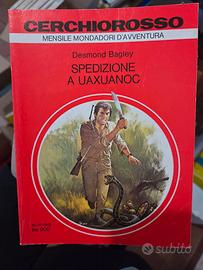 CERCHIOROSSO
MENSILE MONDADORI D'AVVENTURA
Desmond Bagley
SPEDIZIONE
A UAXUANOC
subito